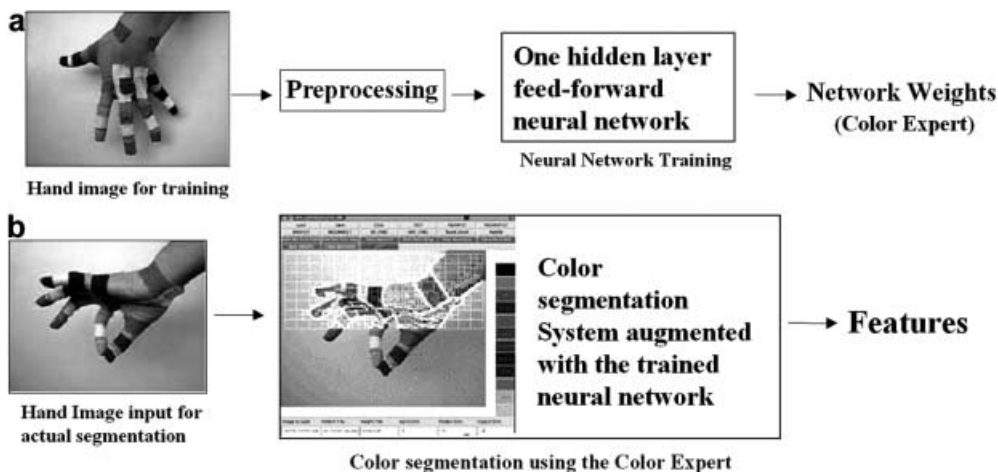 a
Hand image for training
Preprocessing
One hidden layer
feed-forward
neural network
Neural Network Training
Network Weights
(Color Expert)
b
Hand Image input for
actual segmentation
Color
segmentation
System augmented
with the trained
neural network
Color segmentation using the Color Expert
Features